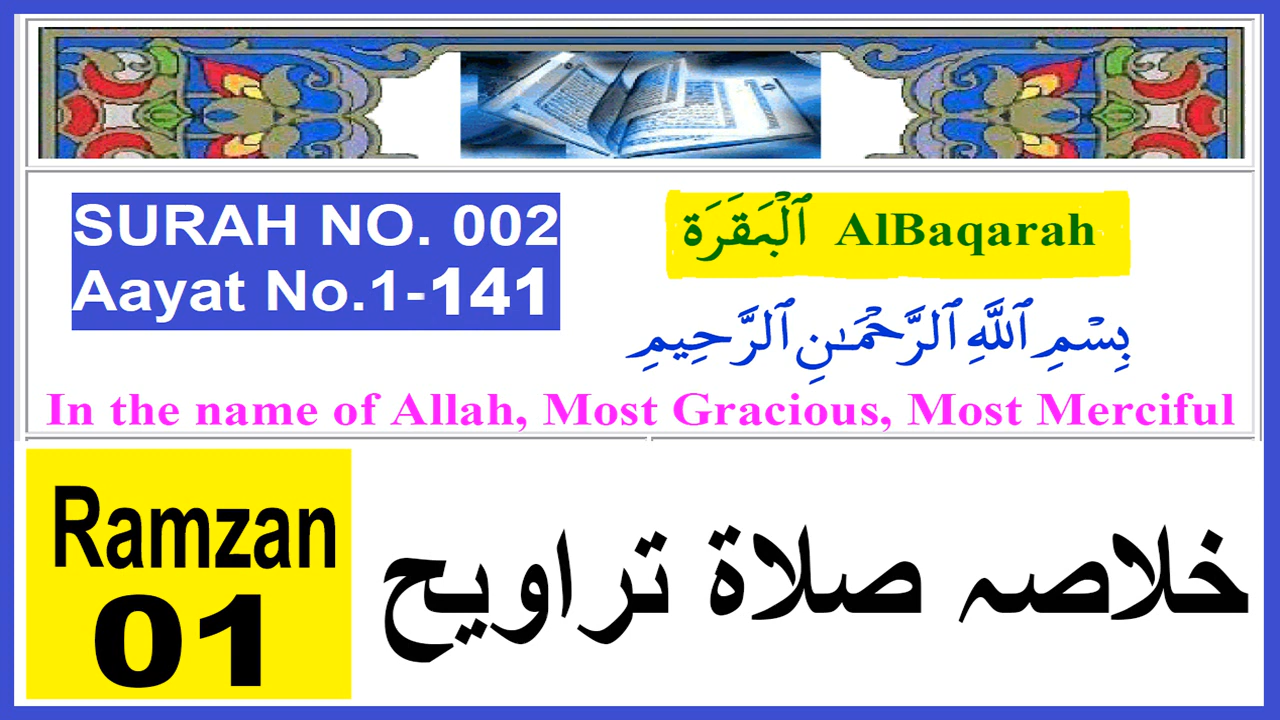 SURAH NO. 002
Aayat No.1-141
ٱلْبَقَرَة AlBaqarah
بِسْمِ ٱللَّهِ ٱلرَّحْمَـٰنِ ٱلرَّحِيمِ
In the name of Allah, Most Gracious, Most Merciful
Ramzan
01
خلاصہ صلاۃ تراویح